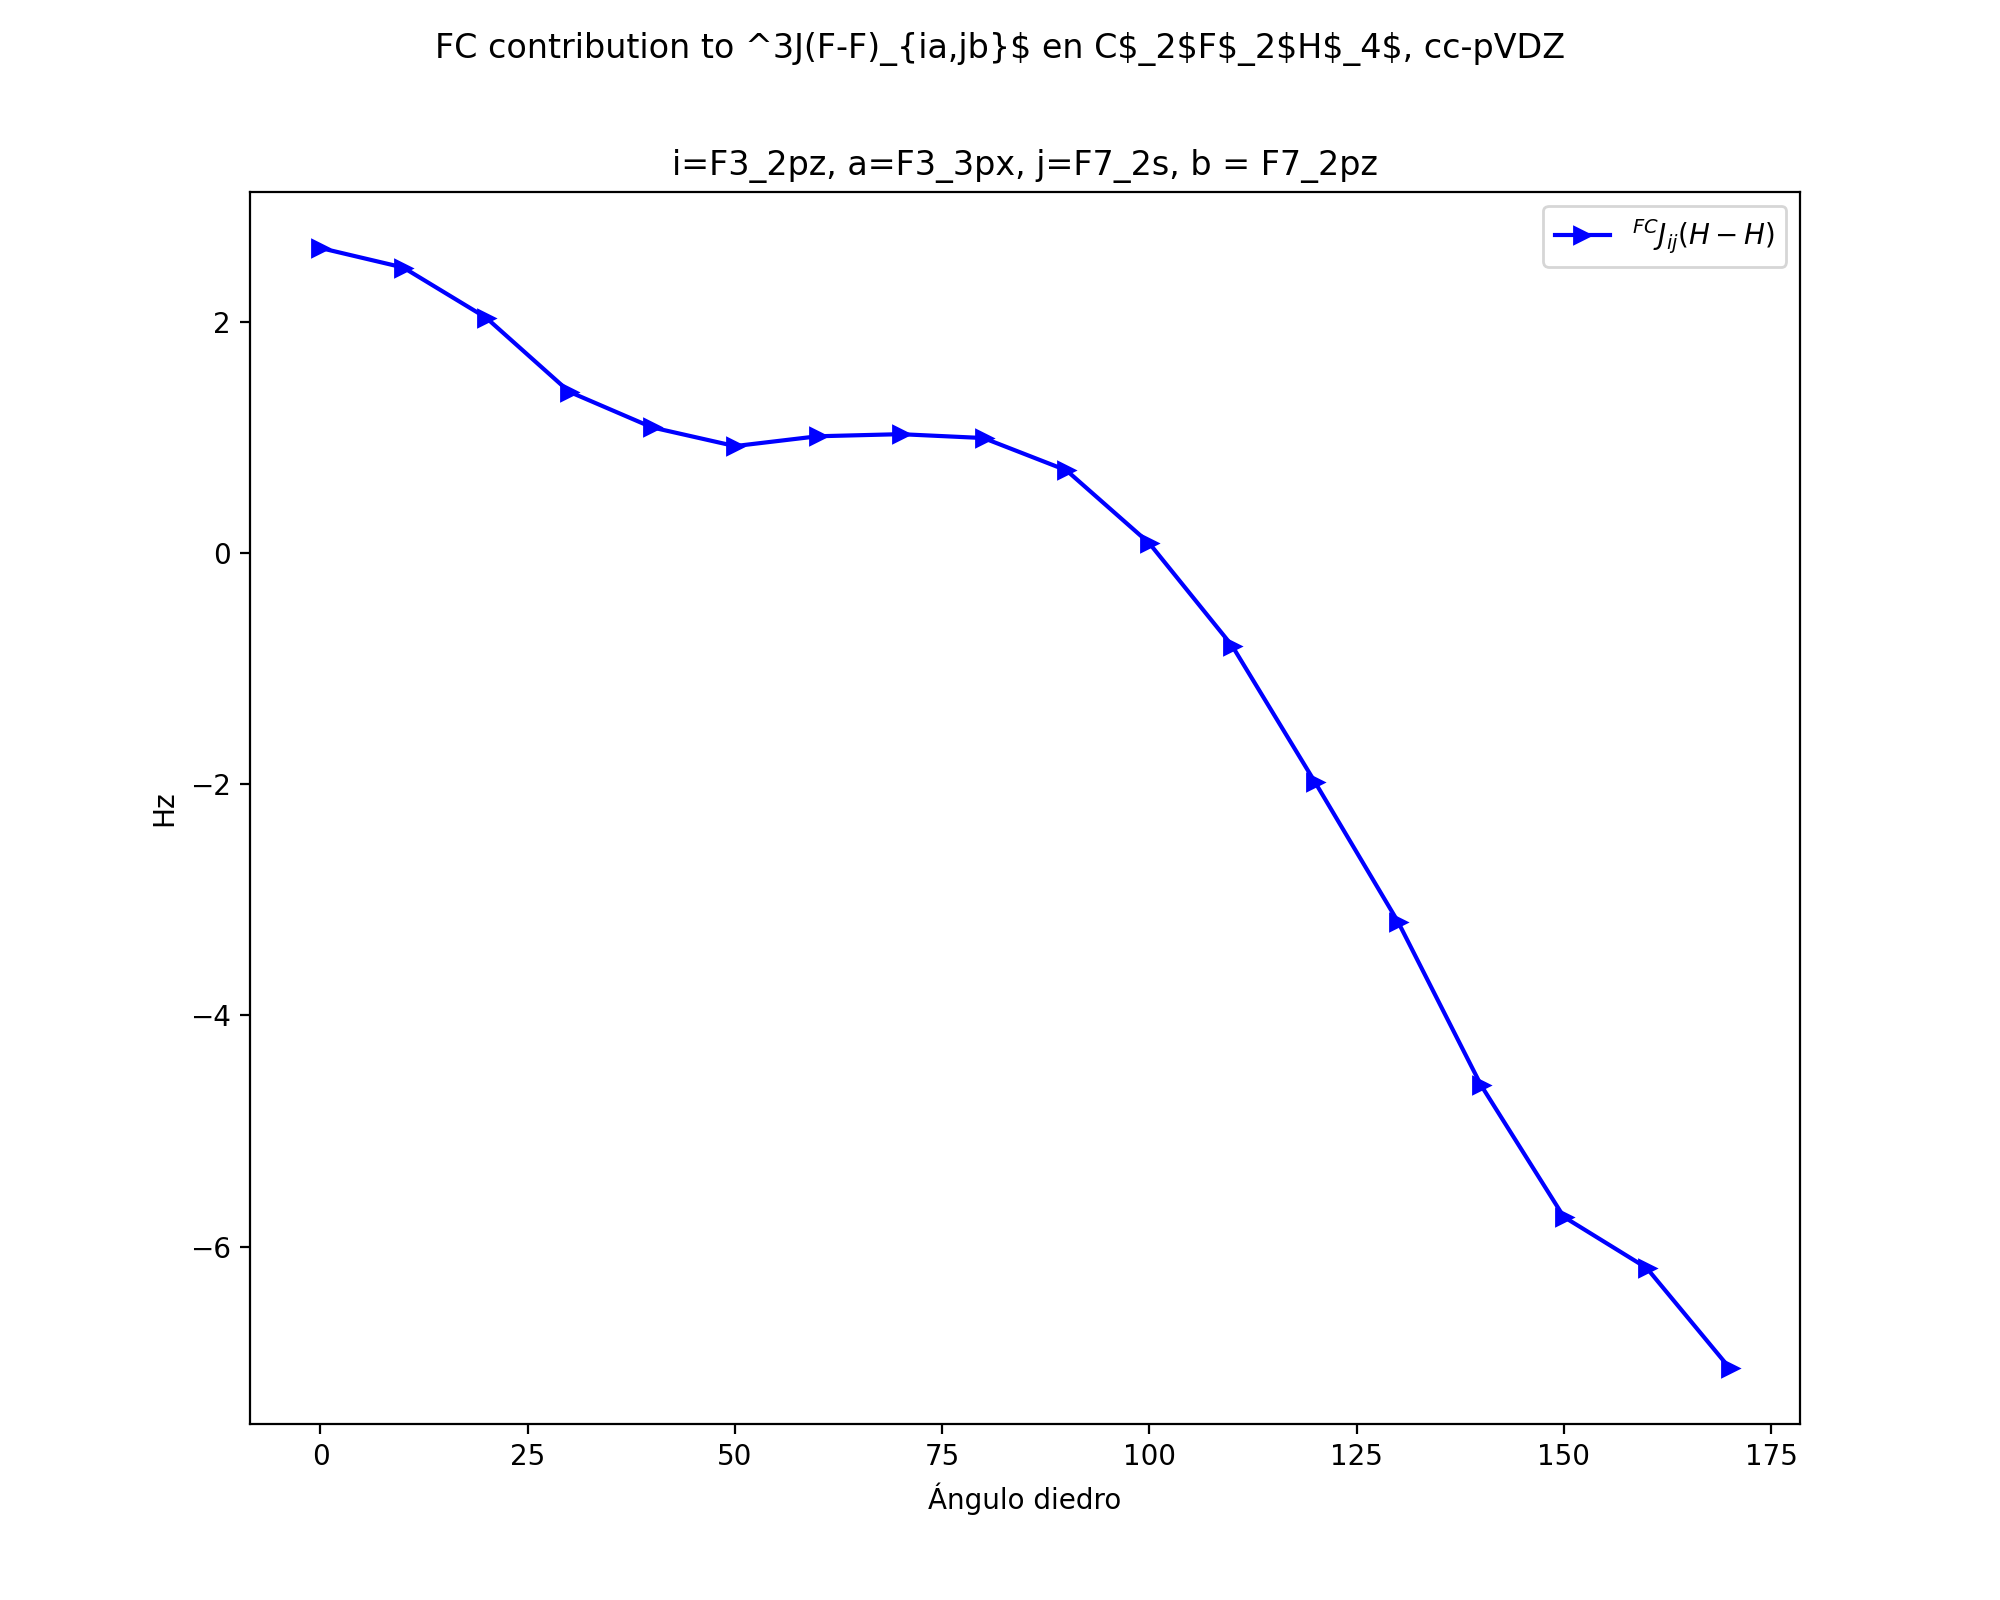 FC contribution to ^3J(F-F)_{ia,jb}$ en C$_2$F$_2$H$_4$, cc-pVDZ
i=F3_2pz, a=F3_3px, j=F7_2s, b = F7_2pz
FC J ij (H − H)
2
0
−2
−4
−6
Hz
0 25 50 75 100 125 150 175
Ángulo diedro